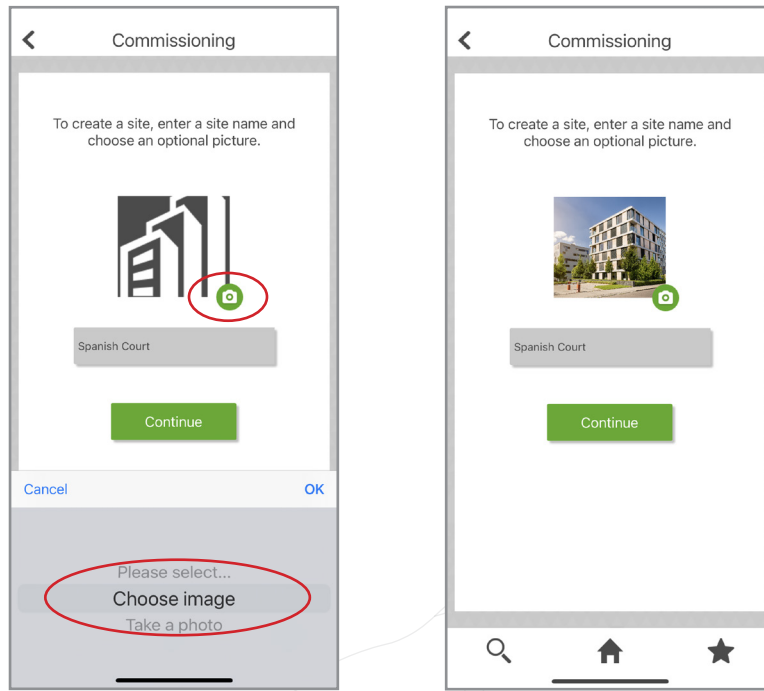 Commissioning
To create a site, enter a site name and
choose an optional picture.
Spanish Court
Continue
Cancel
OK
Please select...
Choose image
Take a photo
Commissioning
To create a site, enter a site name and
choose an optional picture.
Spanish Court
Continue